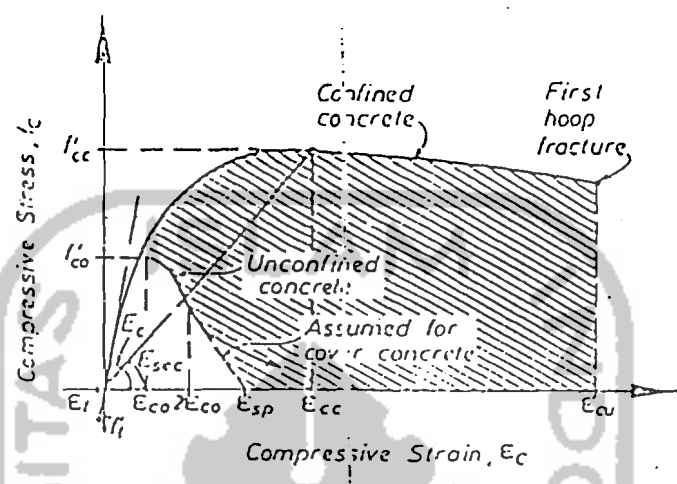 Confined
concrete
First
hoop
fracture
Compressive Stress, fc
f'cc
f'co
Unconfined
concrete
Assumed for
cover concrete
Ec
Esec
εt
f't
εco
2εco
εsp
εcc
εcu
Compressive Strain, εc
ISLAM